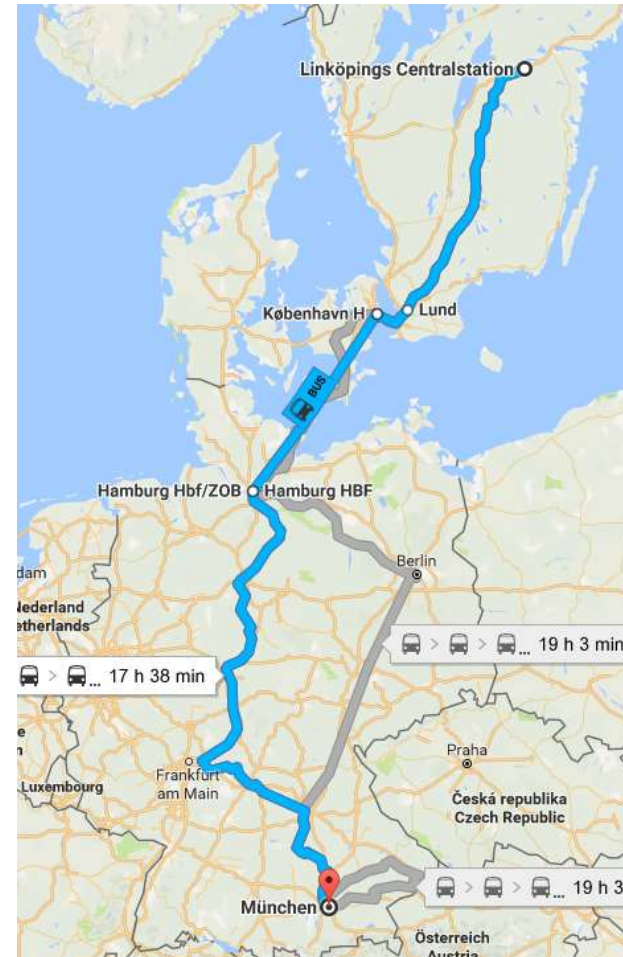 Linköpings Centralstation
København H
Lund
BUS
Hamburg Hbf/ZOB
Hamburg HBF
Berlin
dam
Nederland
etherlands
19 h 3 min
... 17 h 38 min
Praha
Frankfurt
am Main
Luxembourg
Česká republika
Czech Republic
... 19 h 3
München
Österreich
Austria